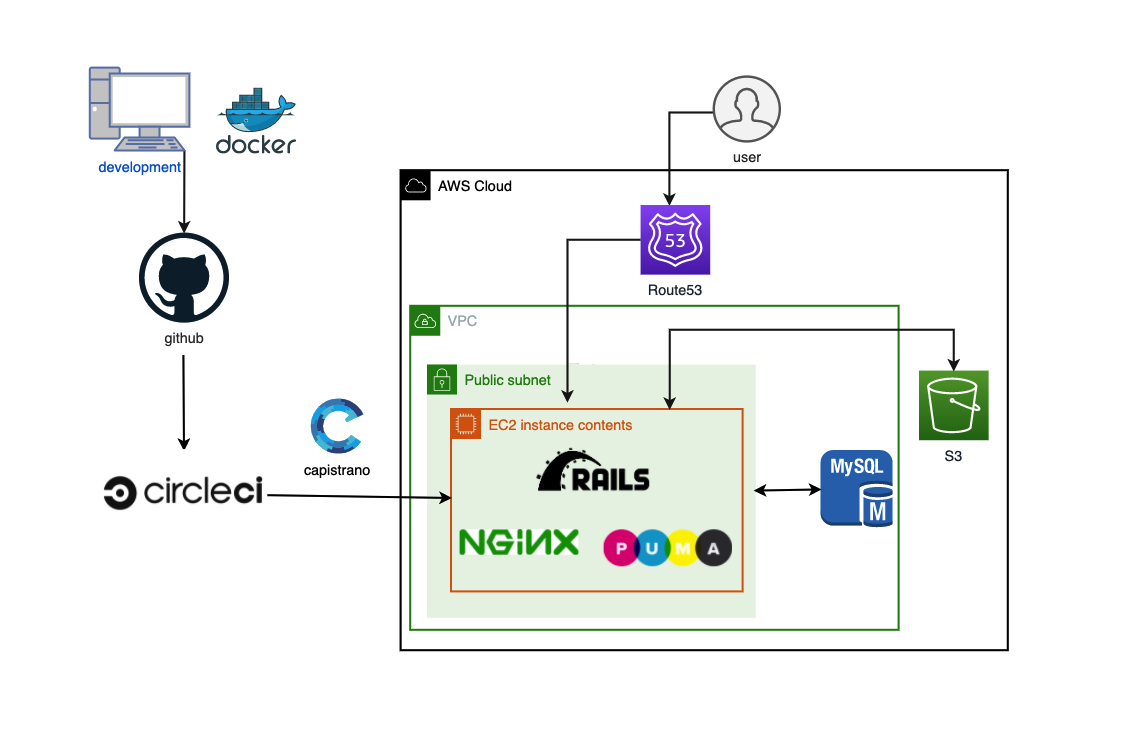 development
docker
user
AWS Cloud
53
Route53
github
VPC
Public subnet
EC2 instance contents
capistrano
S3
RAILS
MySQL
M
circleci
NGINX
PUMA